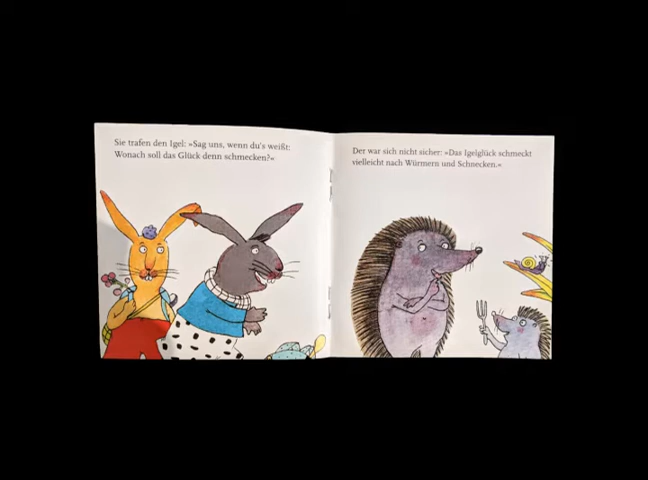 Sie trafen den Igel: »Sag uns, wenn du's weißt:
Wonach soll das Glück denn schmecken?«
Der war sich nicht sicher: »Das Igelglück schmeckt
vielleicht nach Würmern und Schnecken.«